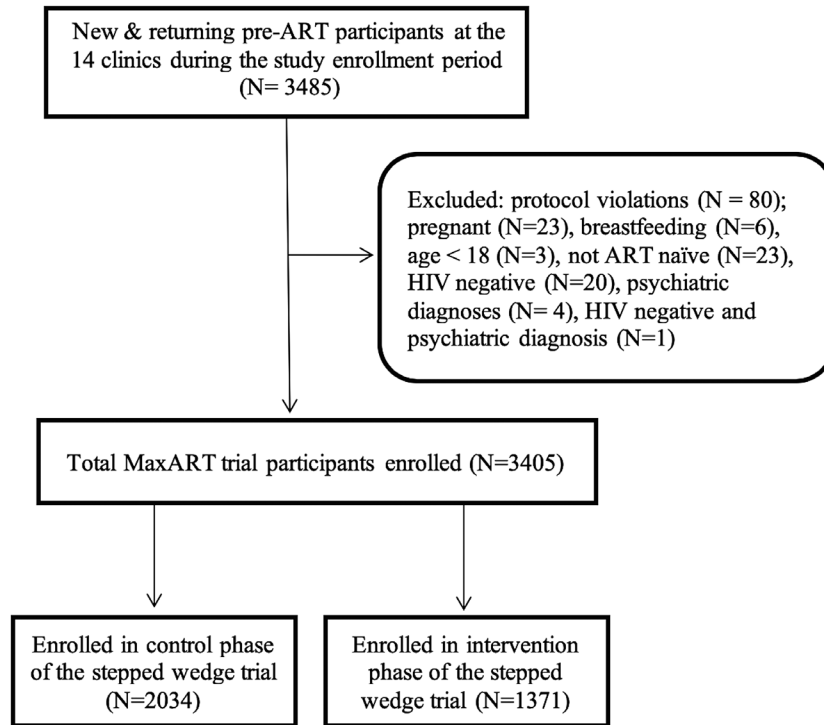 New & returning pre-ART participants at the
14 clinics during the study enrollment period
(N= 3485)
Excluded: protocol violations (N = 80);
pregnant (N=23), breastfeeding (N=6),
age < 18 (N=3), not ART naïve (N=23),
HIV negative (N=20), psychiatric
diagnoses (N= 4), HIV negative and
psychiatric diagnosis (N=1)
Total MaxART trial participants enrolled (N=3405)
Enrolled in control phase
of the stepped wedge trial
(N=2034)
Enrolled in intervention
phase of the stepped
wedge trial (N=1371)